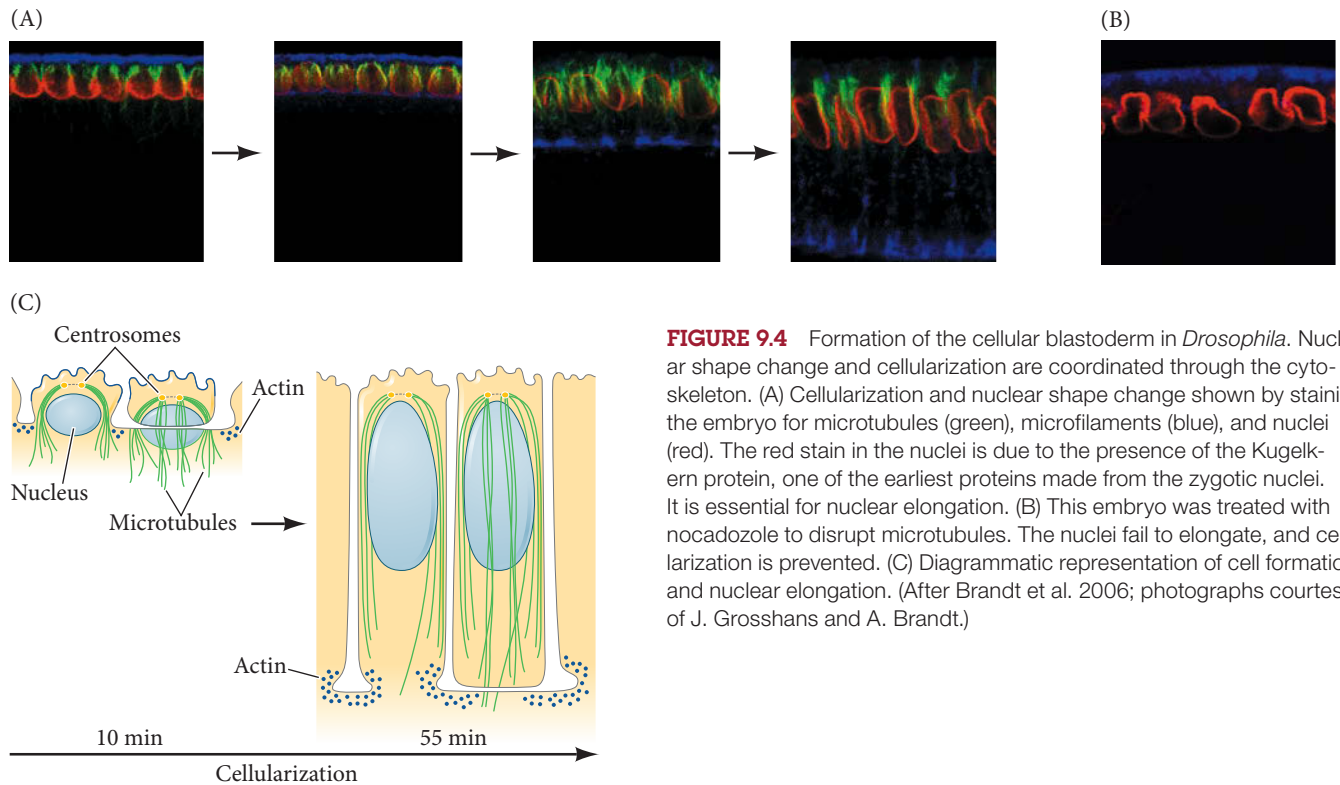 (A)
(B)
(C)
Centrosomes
Actin
Nucleus
Microtubules
Actin
10 min
55 min
Cellularization
FIGURE 9.4 Formation of the cellular blastoderm in Drosophila. Nucl
ar shape change and cellularization are coordinated through the cyto-
skeleton. (A) Cellularization and nuclear shape change shown by staini
the embryo for microtubules (green), microfilaments (blue), and nuclei
(red). The red stain in the nuclei is due to the presence of the Kugelk-
ern protein, one of the earliest proteins made from the zygotic nuclei.
It is essential for nuclear elongation. (B) This embryo was treated with
nocadozole to disrupt microtubules. The nuclei fail to elongate, and ce
larization is prevented. (C) Diagrammatic representation of cell formati
and nuclear elongation. (After Brandt et al. 2006; photographs courtes
of J. Grosshans and A. Brandt.)